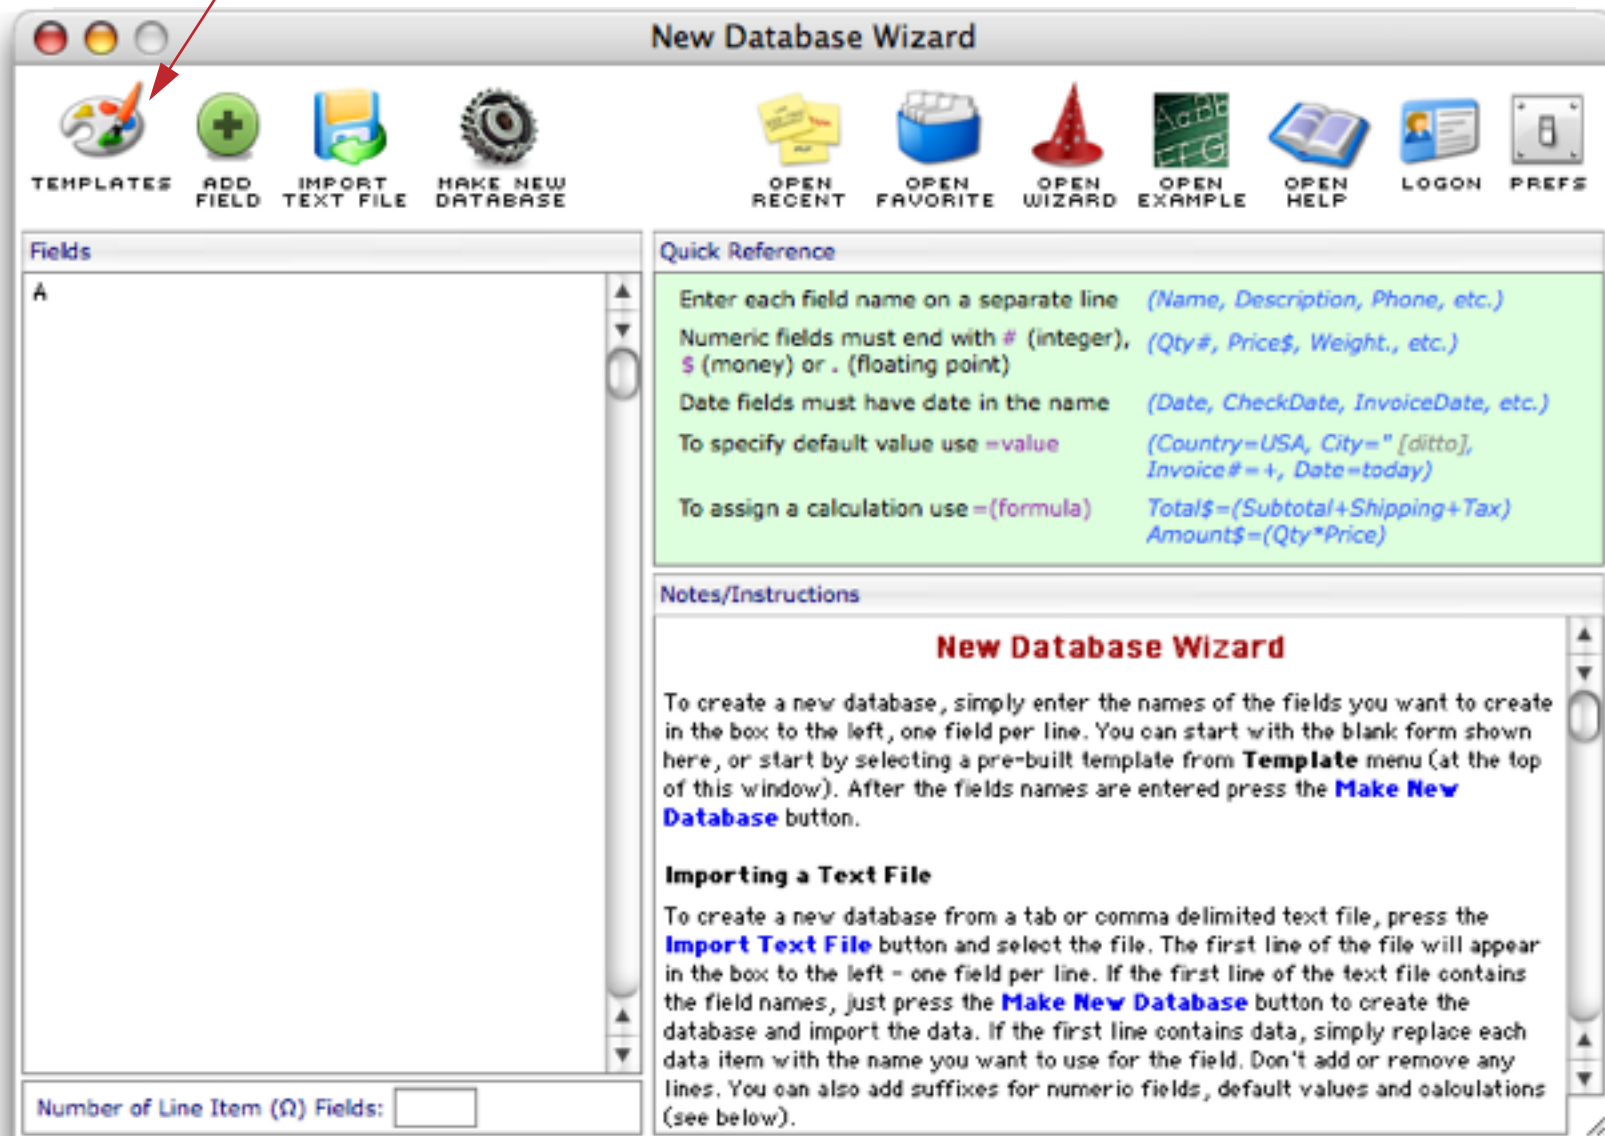 New Database Wizard
TEMPLATES
ADD
FIELD
IMPORT
TEXT FILE
MAKE NEW
DATABASE
OPEN
RECENT
OPEN
FAVORITE
OPEN
WIZARD
OPEN
EXAMPLE
OPEN
HELP
LOGON
PREFS
Fields
A
Number of Line Item (Ω) Fields:
Quick Reference
Enter each field name on a separate line (Name, Description, Phone, etc.)
Numeric fields must end with # (integer), (Qty#, Price$, Weight., etc.)
$ (money) or . (floating point)
Date fields must have date in the name (Date, CheckDate, InvoiceDate, etc.)
To specify default value use =value (Country=USA, City=" [ditto],
Invoice#=+, Date=today)
To assign a calculation use =(formula) Total$=(Subtotal+Shipping+Tax)
Amount$=(Qty*Price)
Notes/Instructions
New Database Wizard
To create a new database, simply enter the names of the fields you want to create
in the box to the left, one field per line. You can start with the blank form shown
here, or start by selecting a pre-built template from Template menu (at the top
of this window). After the fields names are entered press the Make New
Database button.
Importing a Text File
To create a new database from a tab or comma delimited text file, press the
Import Text File button and select the file. The first line of the file will appear
in the box to the left - one field per line. If the first line of the text file contains
the field names, just press the Make New Database button to create the
database and import the data. If the first line contains data, simply replace each
data item with the name you want to use for the field. Don't add or remove any
lines. You can also add suffixes for numeric fields, default values and calculations
(see below).